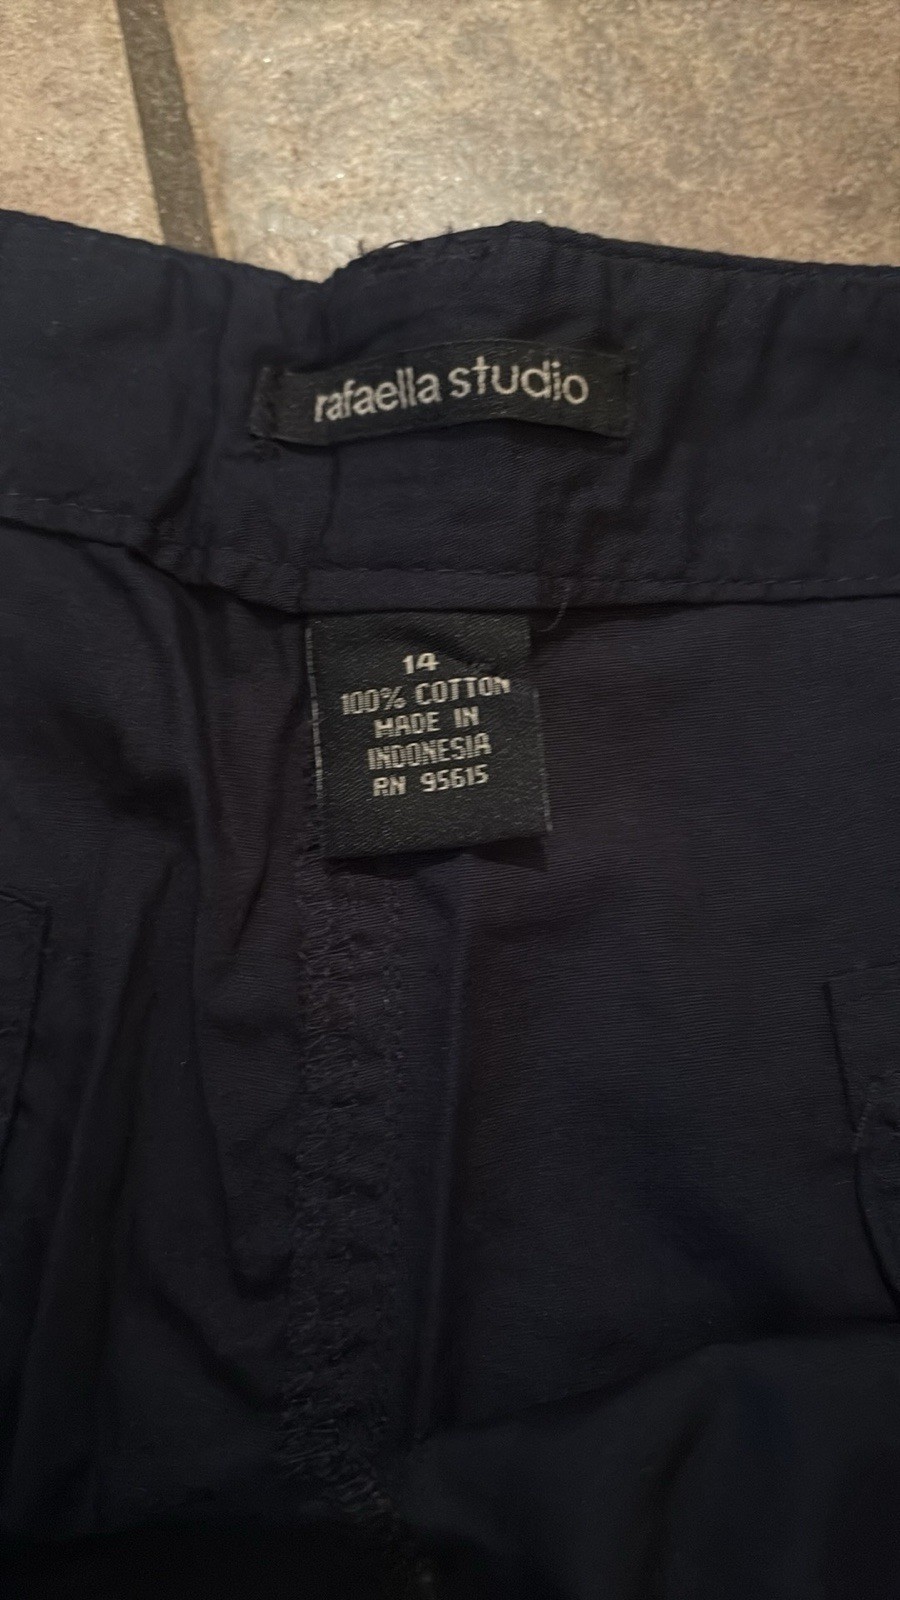 rafaella studio
14
100% COTTON
MADE IN
INDONESIA
RN 95615